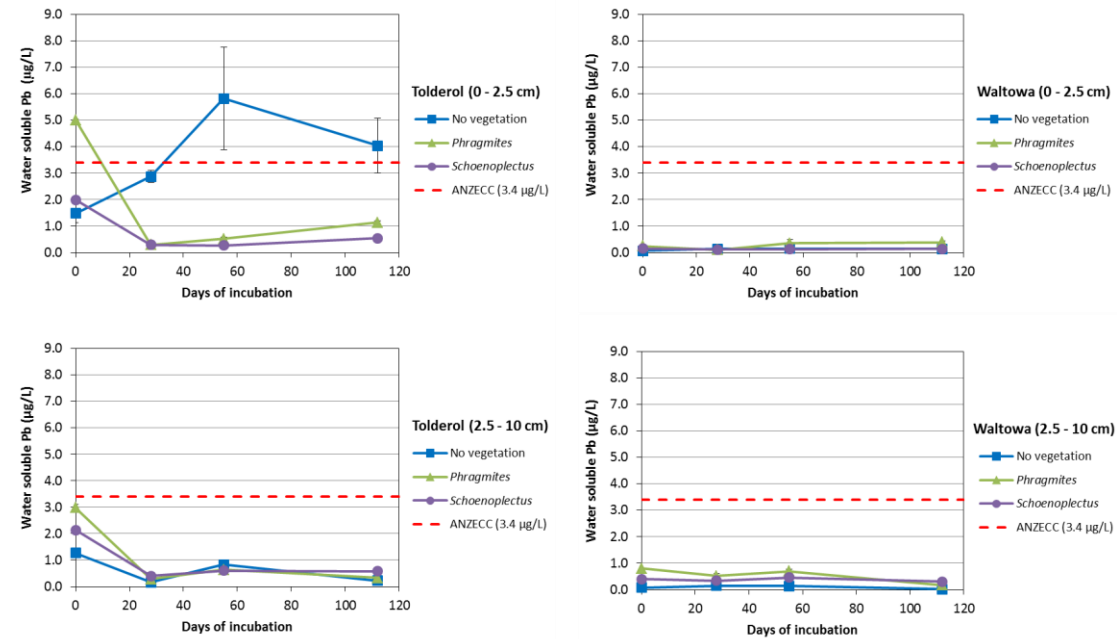 Water soluble Pb (µg/L)
9.0
8.0
7.0
6.0
5.0
4.0
3.0
2.0
1.0
0.0
0 20 40 60 80 100 120
Days of incubation
Tolderol (0 - 2.5 cm)
No vegetation
Phragmites
Schoenoplectus
ANZECC (3.4 µg/L)
Water soluble Pb (µg/L)
9.0
8.0
7.0
6.0
5.0
4.0
3.0
2.0
1.0
0.0
0 20 40 60 80 100 120
Days of incubation
Waltowa (0 - 2.5 cm)
No vegetation
Phragmites
Schoenoplectus
ANZECC (3.4 µg/L)
Water soluble Pb (µg/L)
9.0
8.0
7.0
6.0
5.0
4.0
3.0
2.0
1.0
0.0
0 20 40 60 80 100 120
Days of incubation
Tolderol (2.5 - 10 cm)
No vegetation
Phragmites
Schoenoplectus
ANZECC (3.4 µg/L)
Water soluble Pb (µg/L)
9.0
8.0
7.0
6.0
5.0
4.0
3.0
2.0
1.0
0.0
0 20 40 60 80 100 120
Days of incubation
Waltowa (2.5 - 10 cm)
No vegetation
Phragmites
Schoenoplectus
ANZECC (3.4 µg/L)